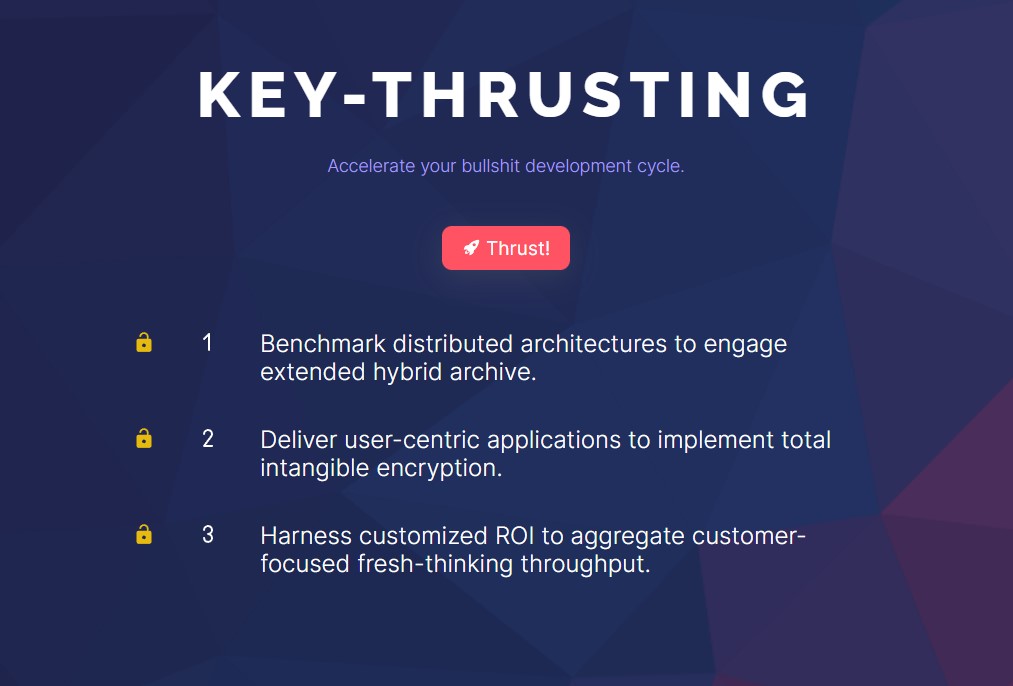 KEY-THRUSTING
Accelerate your bullshit development cycle.
Thrust!
1 Benchmark distributed architectures to engage
extended hybrid archive.
2 Deliver user-centric applications to implement total
intangible encryption.
3 Harness customized ROI to aggregate customer-
focused fresh-thinking throughput.